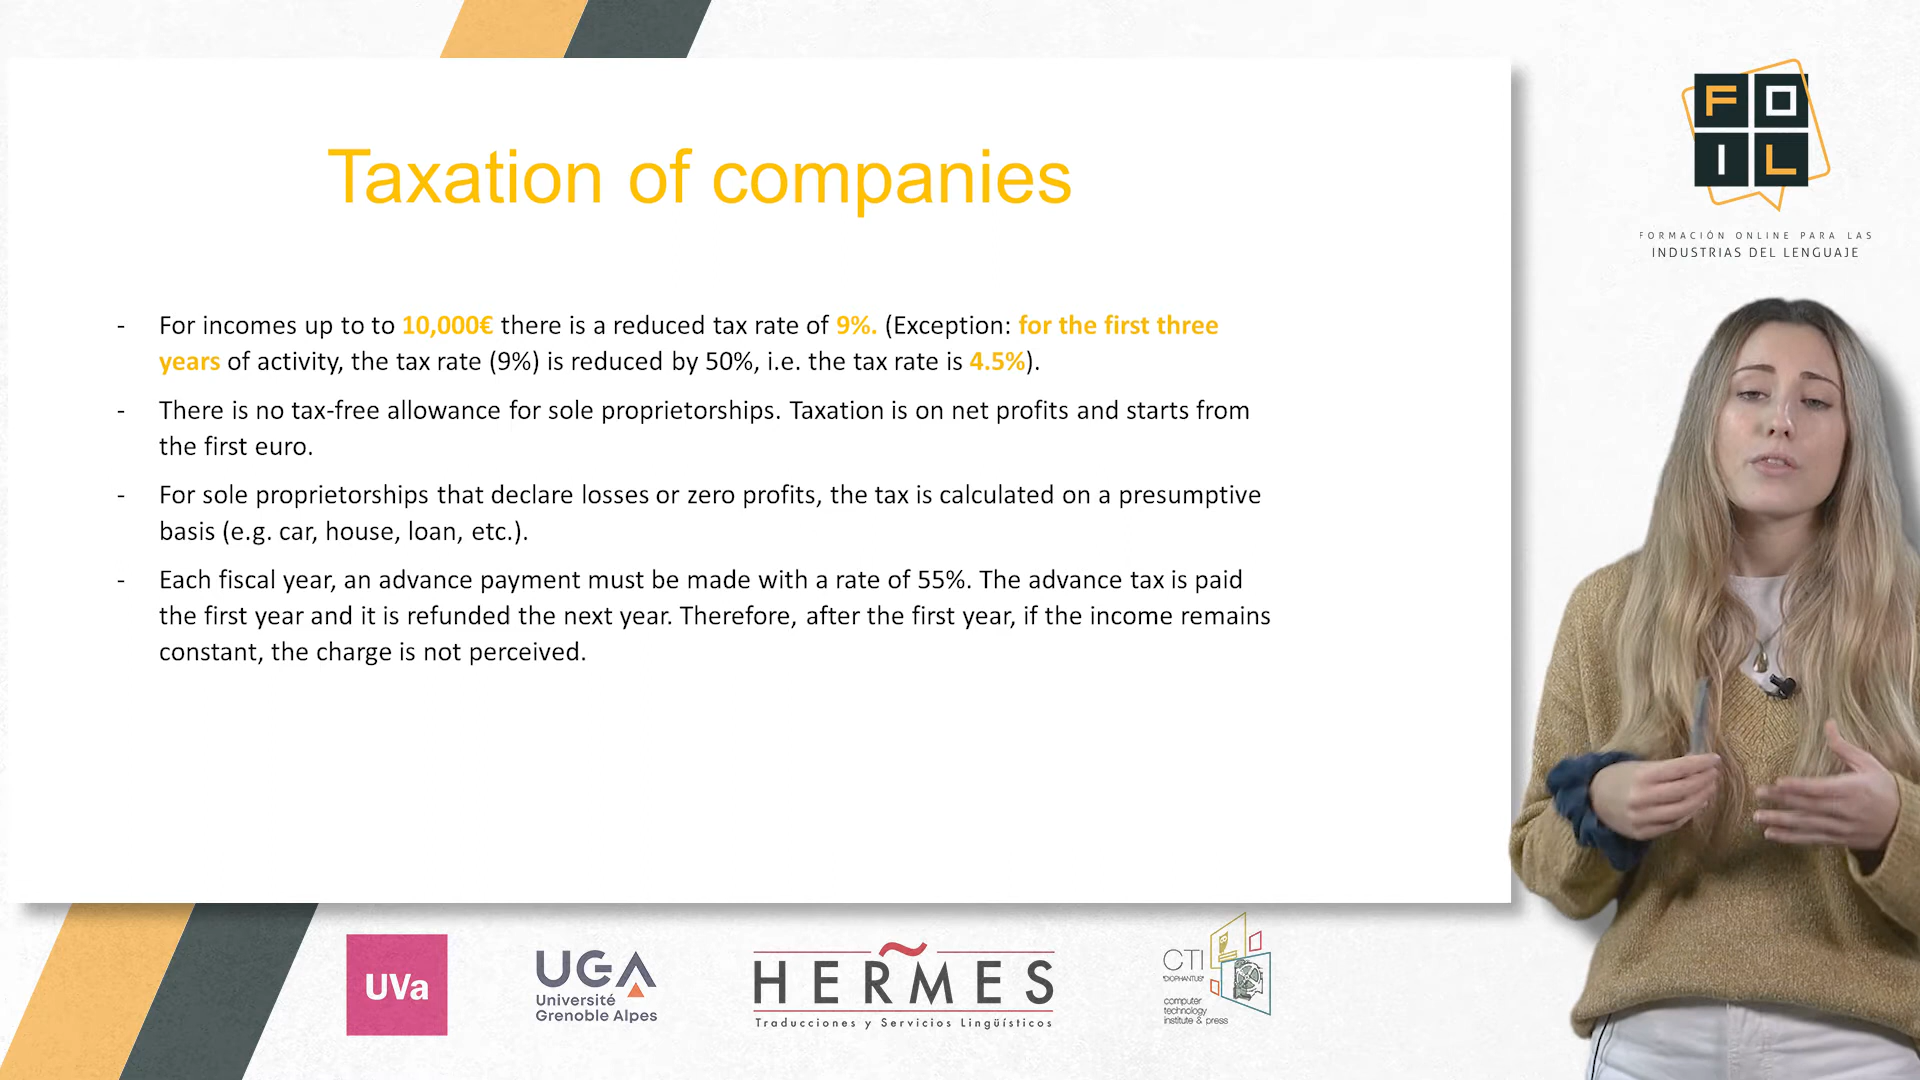 Taxation of companies
- For incomes up to to 10,000€ there is a reduced tax rate of 9%. (Exception: for the first three
years of activity, the tax rate (9%) is reduced by 50%, i.e. the tax rate is 4.5%).
- There is no tax-free allowance for sole proprietorships. Taxation is on net profits and starts from
the first euro.
- For sole proprietorships that declare losses or zero profits, the tax is calculated on a presumptive
basis (e.g. car, house, loan, etc.).
- Each fiscal year, an advance payment must be made with a rate of 55%. The advance tax is paid
the first year and it is refunded the next year. Therefore, after the first year, if the income remains
constant, the charge is not perceived.
FO
IL
FORMACIÓN ONLINE PARA LAS
INDUSTRIAS DEL LENGUAJE
UVa
UGA
Université
Grenoble Alpes
HERMES
Traducciones y Servicios Lingüísticos
CTI
"DIOPHANTUS"
computer
technology
institute & press